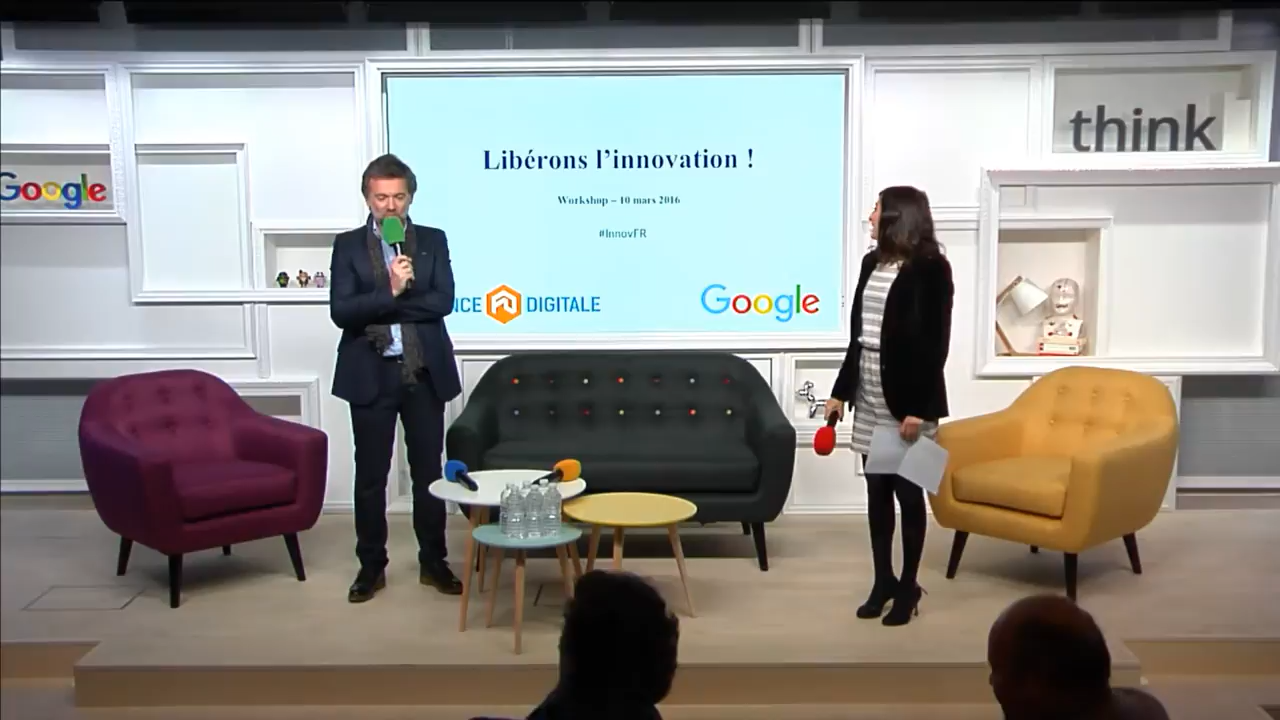 think
Google
Libérons l'innovation !
Workshop – 10 mars 2016
#InnovFR
NCE DIGITALE
Google